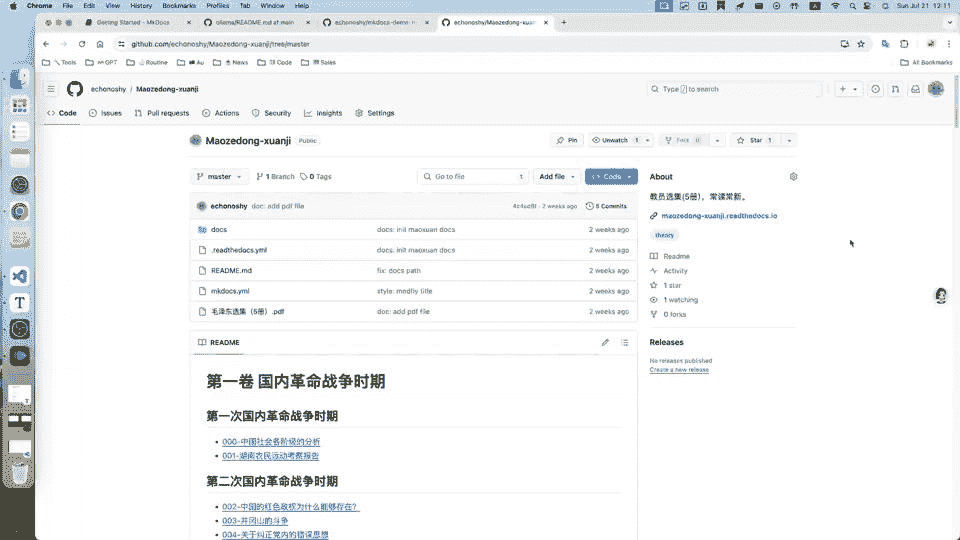 Chrome File Edit View History Bookmarks Profiles Tab Window Help Sun Jul 21 12:11
Getting Started - MkDocs ollama/README.md at main echonoshy/mkdocs-demo: m echonoshy/Maozedong-xuanji
github.com/echonoshy/Maozedong-xuanji/tree/master
Tools GPT Routine Au News Code Sales All Bookmarks
echonoshy / Maozedong-xuanji Type / to search
Code Issues Pull requests Actions Security Insights Settings
Maozedong-xuanji Public Pin Unwatch 1 Fork 0 Star 1
master 1 Branch 0 Tags Go to file t Add file Code About
教员选集(5册)，常读常新。
echonoshy doc: add pdf file 2 weeks ago 5 Commits
maozedong-xuanji.readthedocs.io
docs docs: init maoxuan docs 2 weeks ago
theory
.readthedocs.yml docs: init maoxuan docs 2 weeks ago
Readme
README.md fix: docs path 2 weeks ago
Activity
1 star
mkdocs.yml style: modfiy title 2 weeks ago
1 watching
毛泽东选集（5册）.pdf doc: add pdf file 2 weeks ago
0 forks
README
Releases
No releases published
Create a new release
第一卷 国内革命战争时期
第一次国内革命战争时期
000-中国社会各阶级的分析
001-湖南农民运动考察报告
第二次国内革命战争时期
002-中国的红色政权为什么能够存在？
003-井冈山的斗争
004-关于纠正党内的错误思想